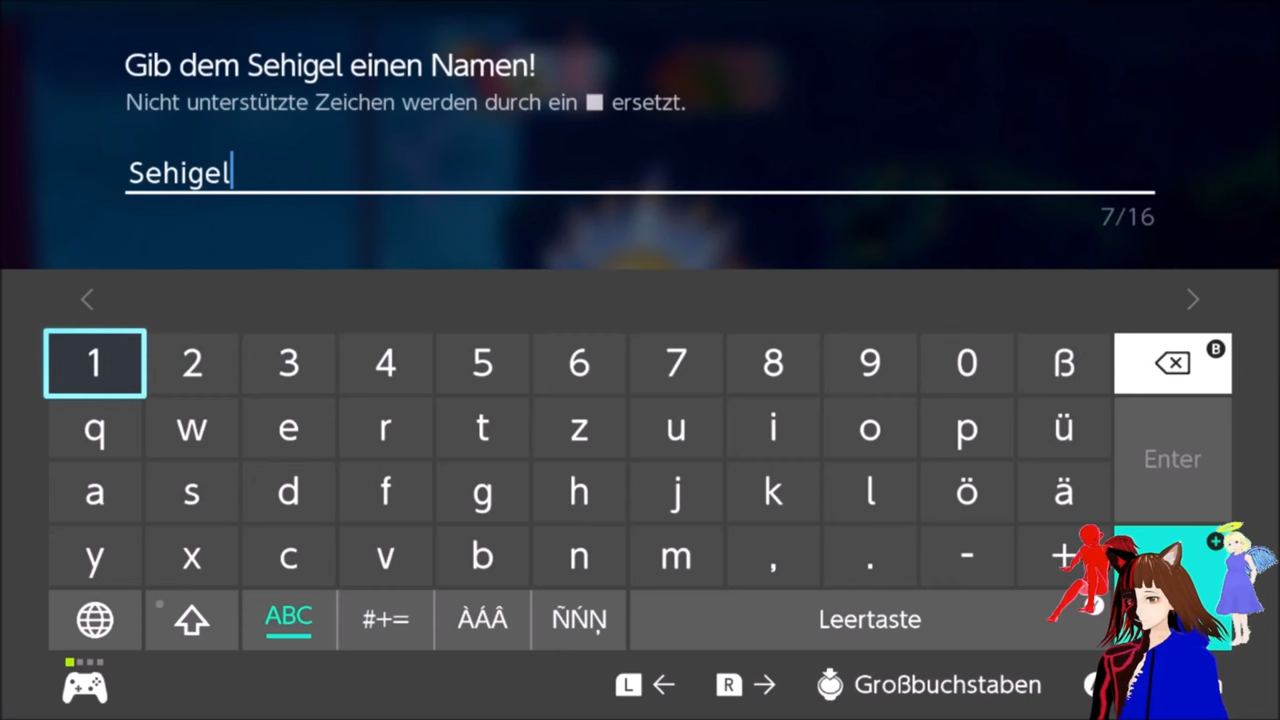 Gib dem Sehigel einen Namen!
Nicht unterstützte Zeichen werden durch ein ■ ersetzt.
Sehigel
7/16
1 2 3 4 5 6 7 8 9 0 ß B
q w e r t z u i o p ü
Enter
a s d f g h j k l ö ä
y x c v b n m , . - + +
ABC #+= ÀÁÂ ÑŃŅ Leertaste
L ← R → Großbuchstaben